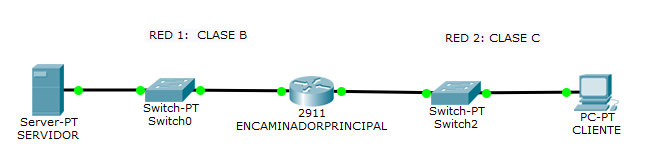 RED 1:  CLASE B
RED 2: CLASE C
Server-PT
SERVIDOR
Switch-PT
Switch0
2911
ENCAMINADORPRINCIPAL
Switch-PT
Switch2
PC-PT
CLIENTE